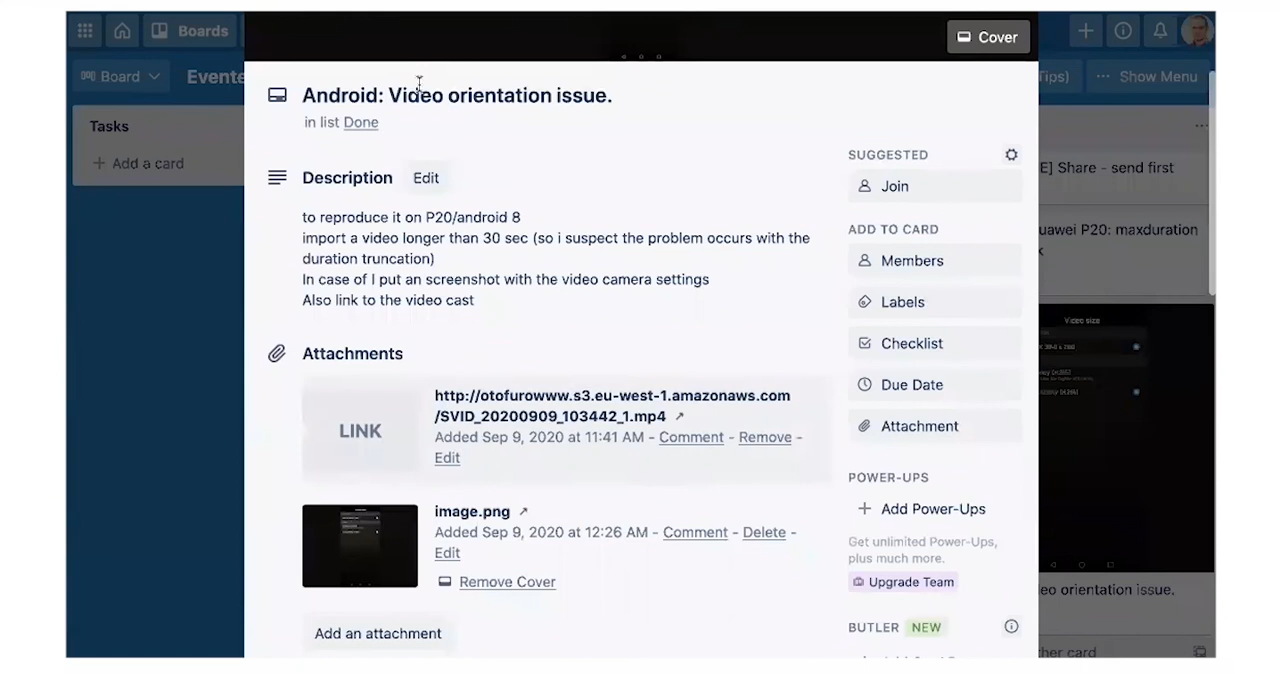 Boards
Cover
Board
Evente
Tips)
Show Menu
Tasks
+ Add a card
Android: Video orientation issue.
in list Done
Description
Edit
to reproduce it on P20/android 8
import a video longer than 30 sec (so i suspect the problem occurs with the
duration truncation)
In case of I put an screenshot with the video camera settings
Also link to the video cast
Attachments
LINK
http://otofurowww.s3.eu-west-1.amazonaws.com
/SVID_20200909_103442_1.mp4 ↗
Added Sep 9, 2020 at 11:41 AM - Comment - Remove -
Edit
image.png ↗
Added Sep 9, 2020 at 12:26 AM - Comment - Delete -
Edit
Remove Cover
Add an attachment
SUGGESTED
Join
ADD TO CARD
Members
Labels
Checklist
Due Date
Attachment
POWER-UPS
+ Add Power-Ups
Get unlimited Power-Ups,
plus much more.
Upgrade Team
BUTLER NEW
E] Share - send first
uawei P20: maxduration
k
Video size
eo orientation issue.
her card